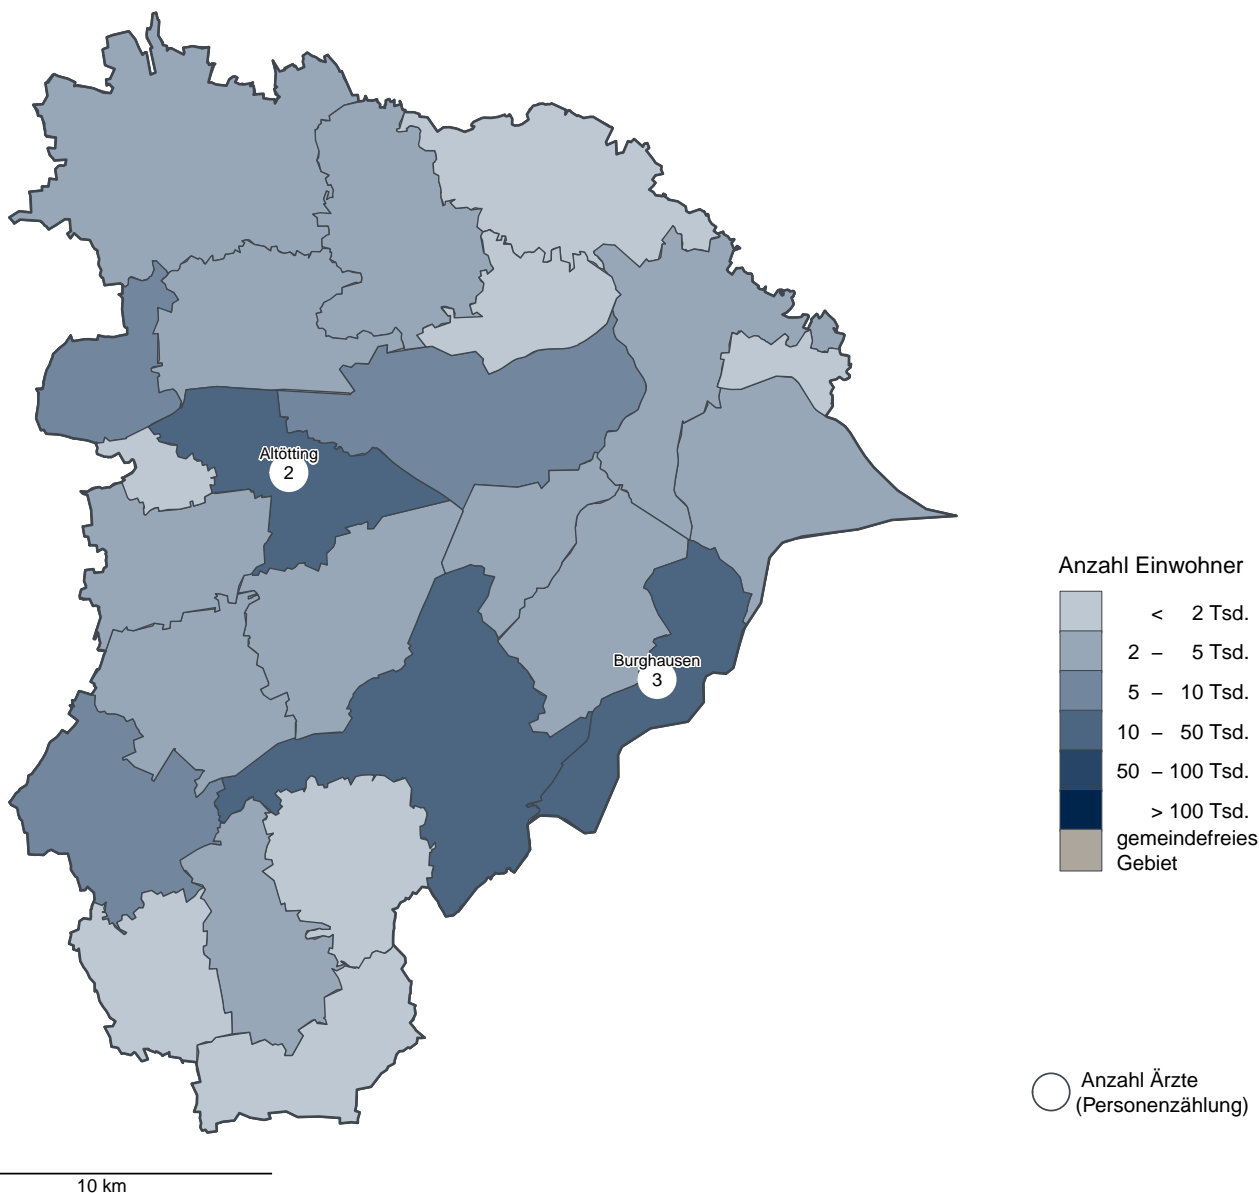 Altötting
2
Burghausen
3
Anzahl Einwohner
< 2 Tsd.
2 – 5 Tsd.
5 – 10 Tsd.
10 – 50 Tsd.
50 – 100 Tsd.
> 100 Tsd.
gemeindefreies
Gebiet
Anzahl Ärzte
(Personenzählung)
10 km